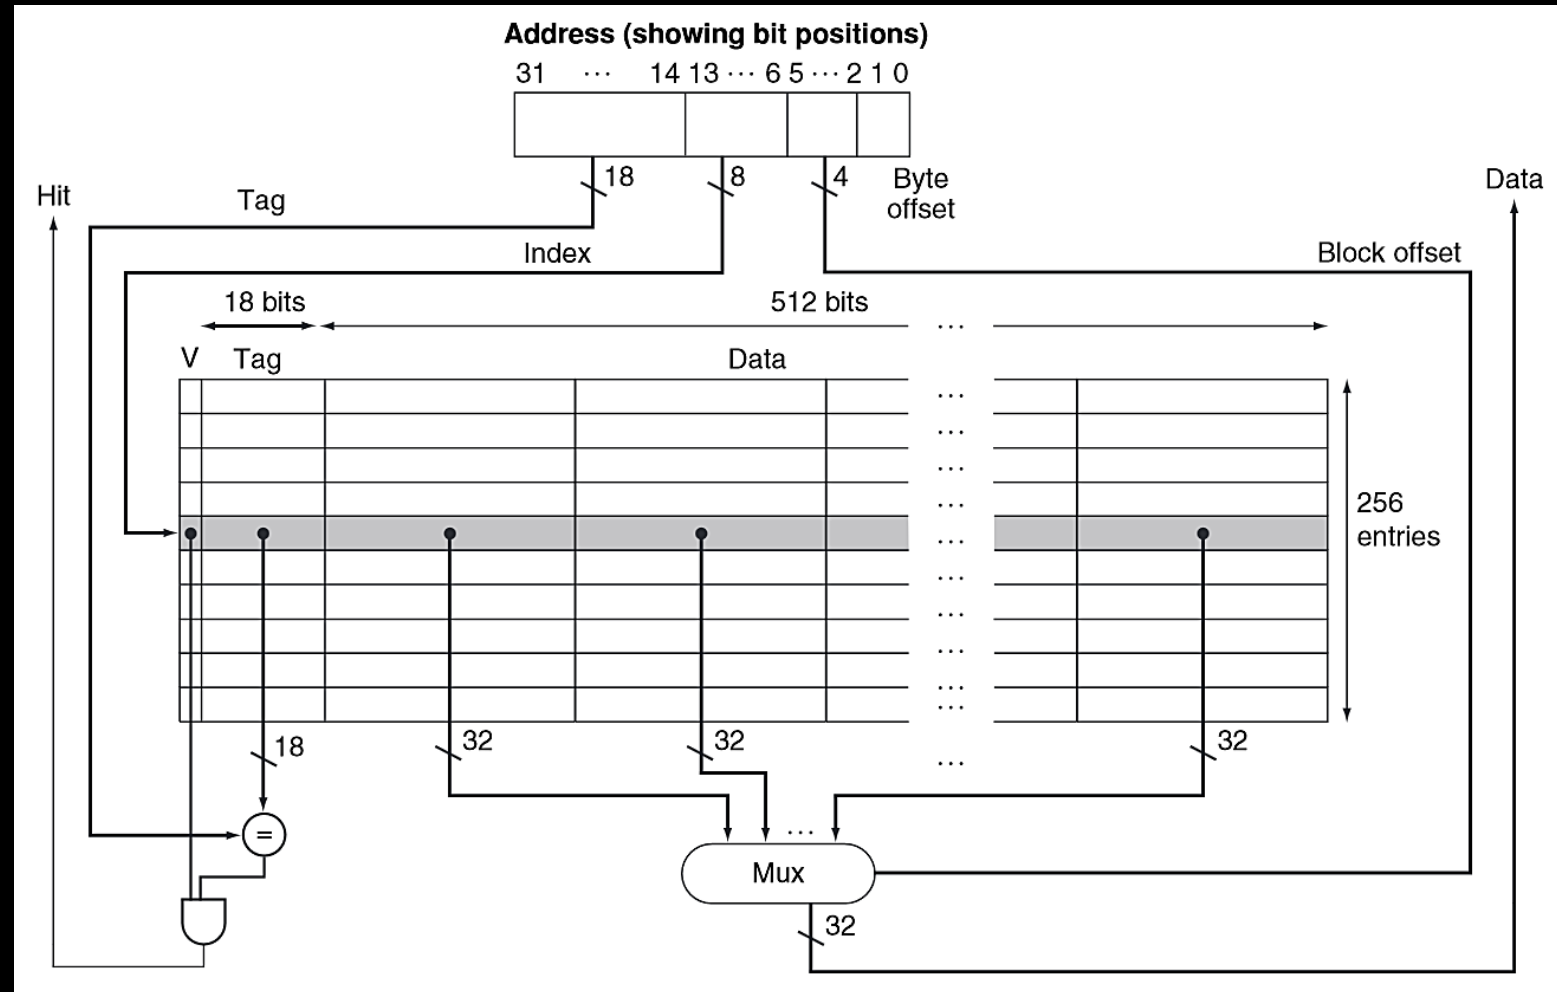 Address (showing bit positions)
31 ... 14 13 ... 6 5 ... 2 1 0
18
8
4
Byte
offset
Hit
Tag
Data
Index
Block offset
18 bits
512 bits
...
V
Tag
Data
...
...
...
...
...
...
...
...
...
...
256
entries
18
32
32
...
32
=
...
Mux
32